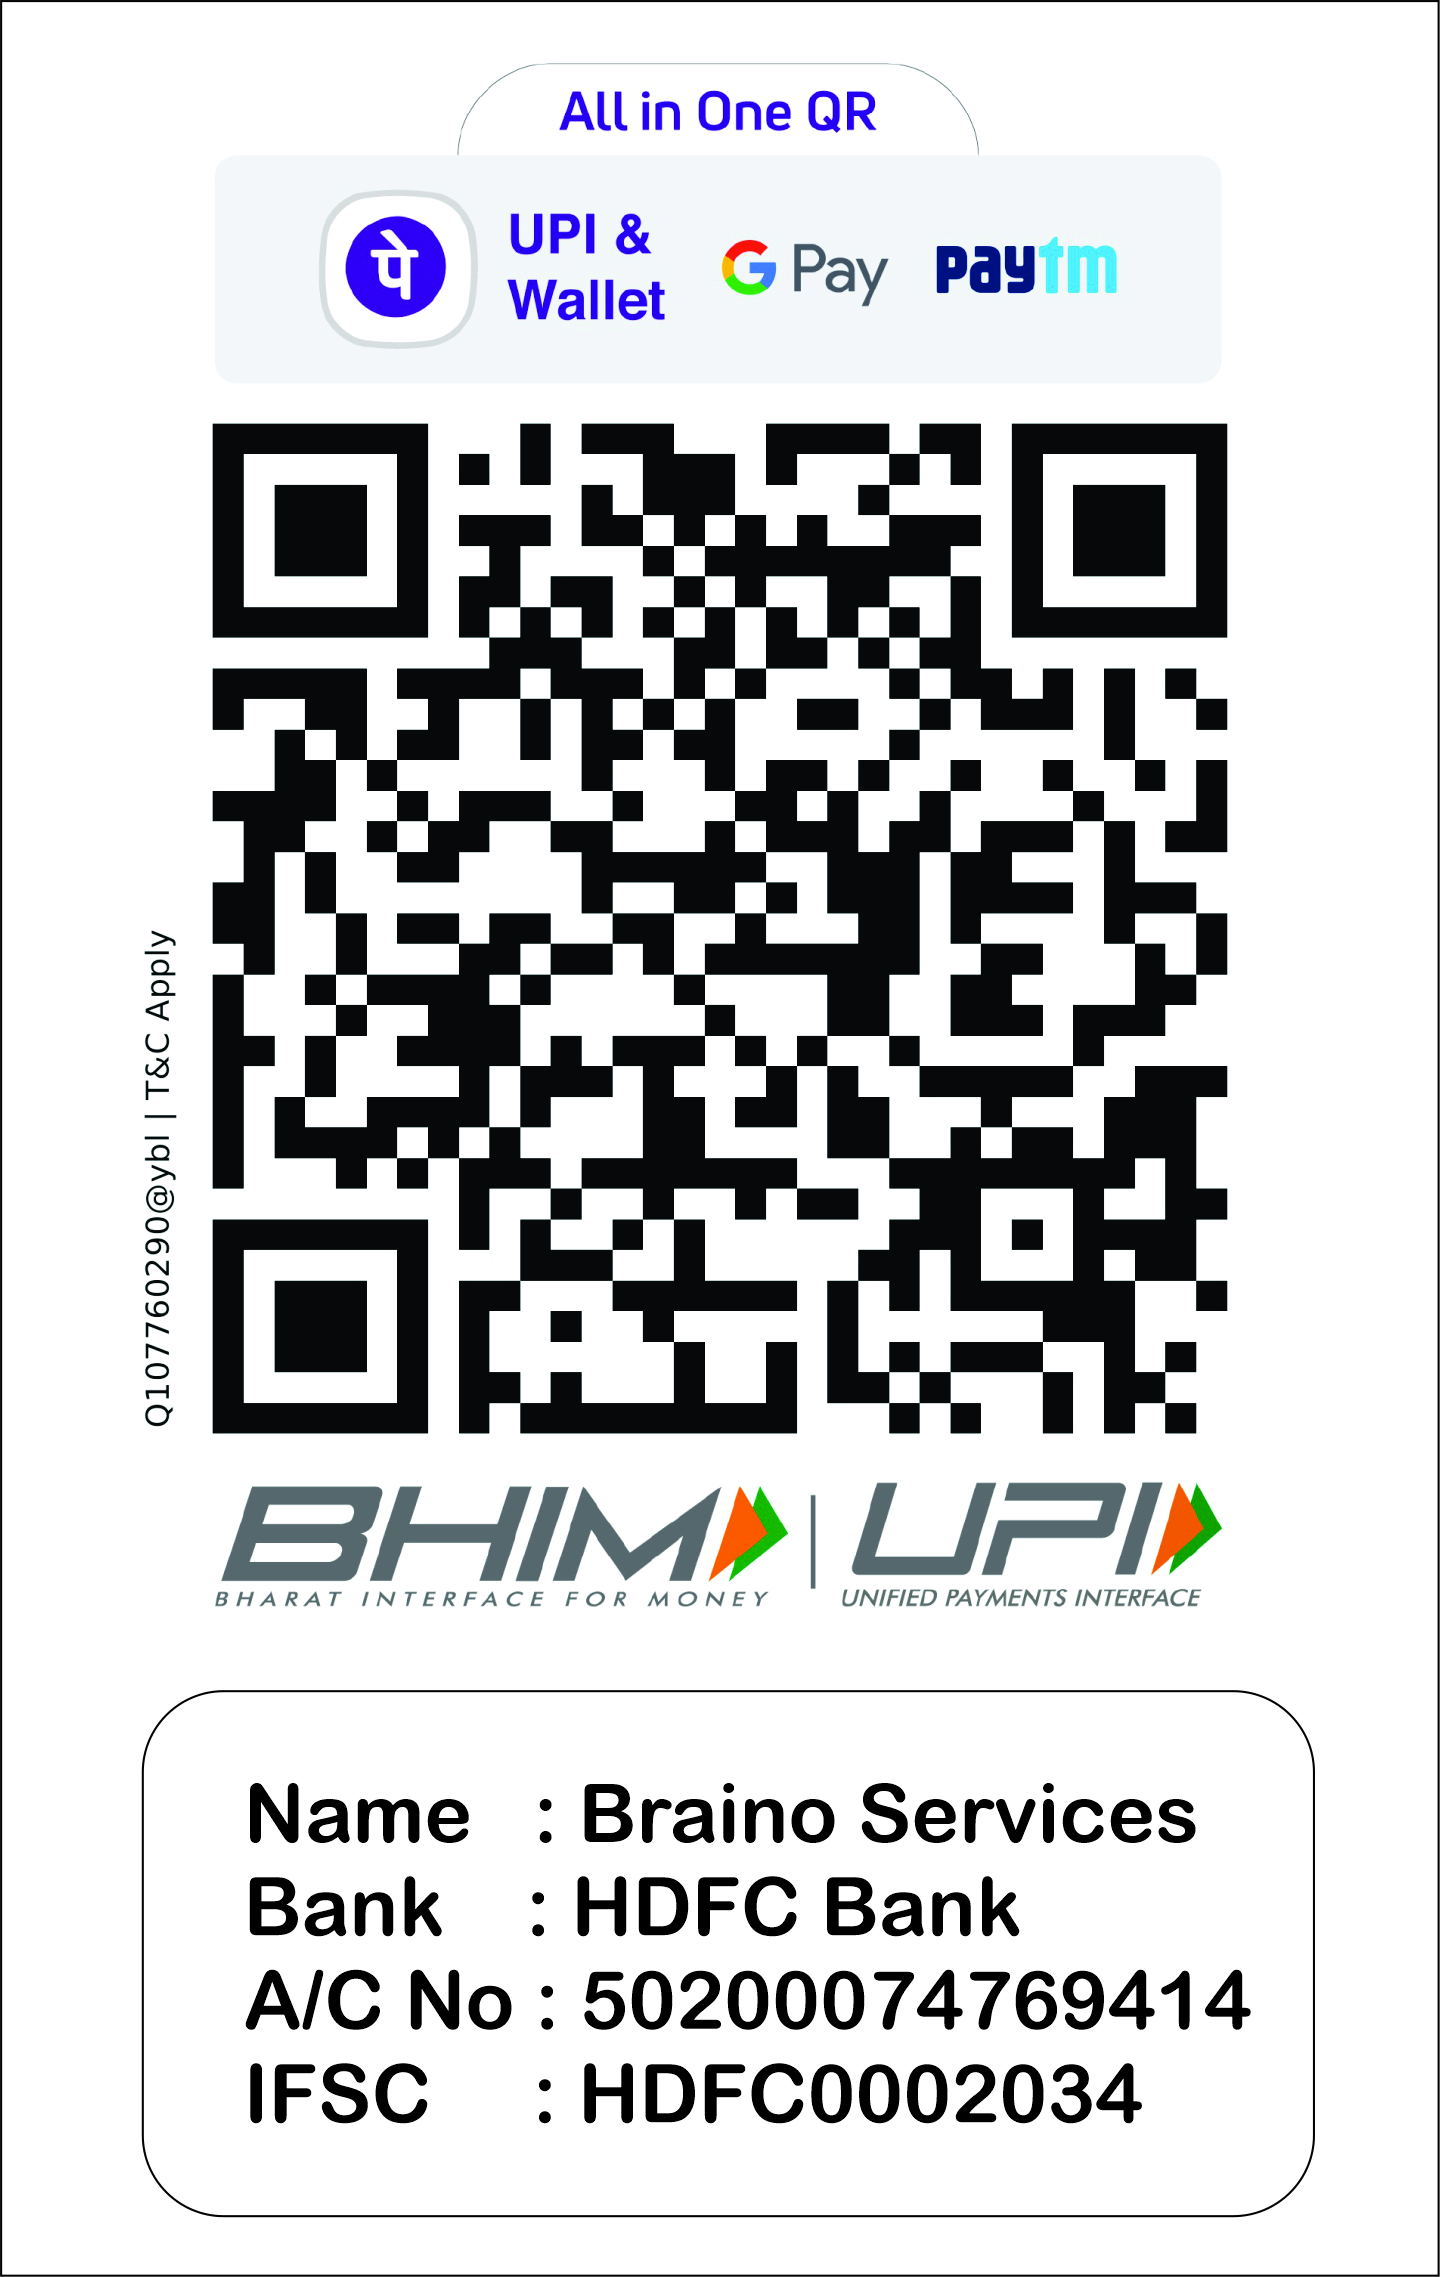 All in One QR
पे
UPI &
Wallet
G Pay
paytm
Q107760290@ybl | T&C Apply
BHIM
BHARAT INTERFACE FOR MONEY
UPI
UNIFIED PAYMENTS INTERFACE
Name : Braino Services
Bank : HDFC Bank
A/C No : 50200074769414
IFSC : HDFC0002034